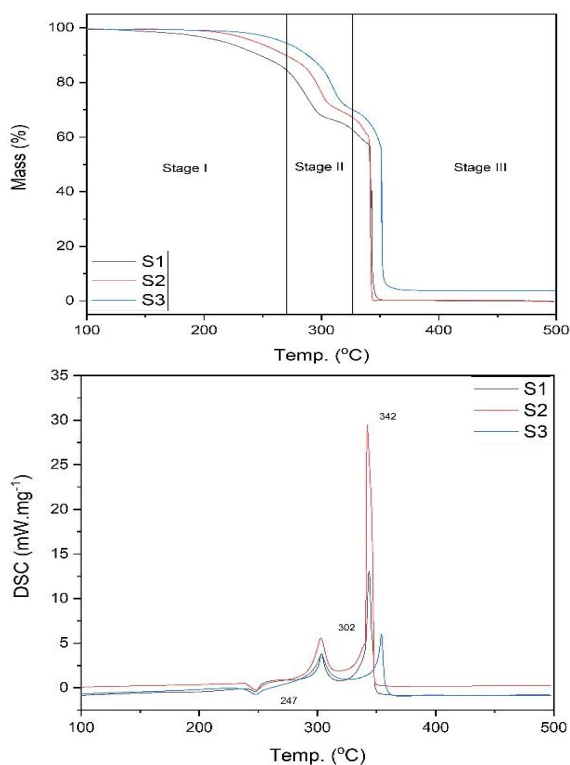 100
80
60
40
20
0
Mass (%)
Stage I
Stage II
Stage III
S1
S2
S3
100
200
300
400
500
Temp. (°C)
35
30
25
20
15
10
5
0
DSC (mW.mg⁻¹)
S1
S2
S3
342
302
247
100
200
300
400
500
Temp. (°C)